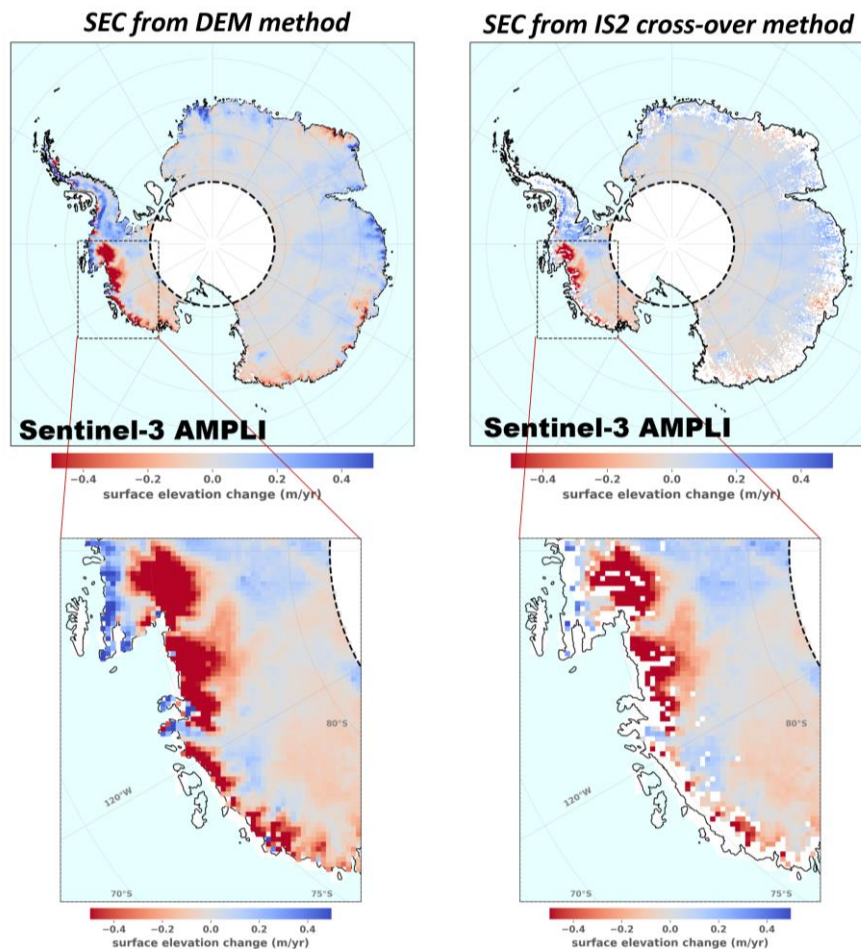 SEC from DEM method
SEC from IS2 cross-over method
Sentinel-3 AMPLI
Sentinel-3 AMPLI
−0.4 −0.2 0.0 0.2 0.4
surface elevation change (m/yr)
−0.4 −0.2 0.0 0.2 0.4
surface elevation change (m/yr)
80°S
120°W
70°S
75°S
80°S
120°W
70°S
75°S
−0.4 −0.2 0.0 0.2 0.4
surface elevation change (m/yr)
−0.4 −0.2 0.0 0.2 0.4
surface elevation change (m/yr)